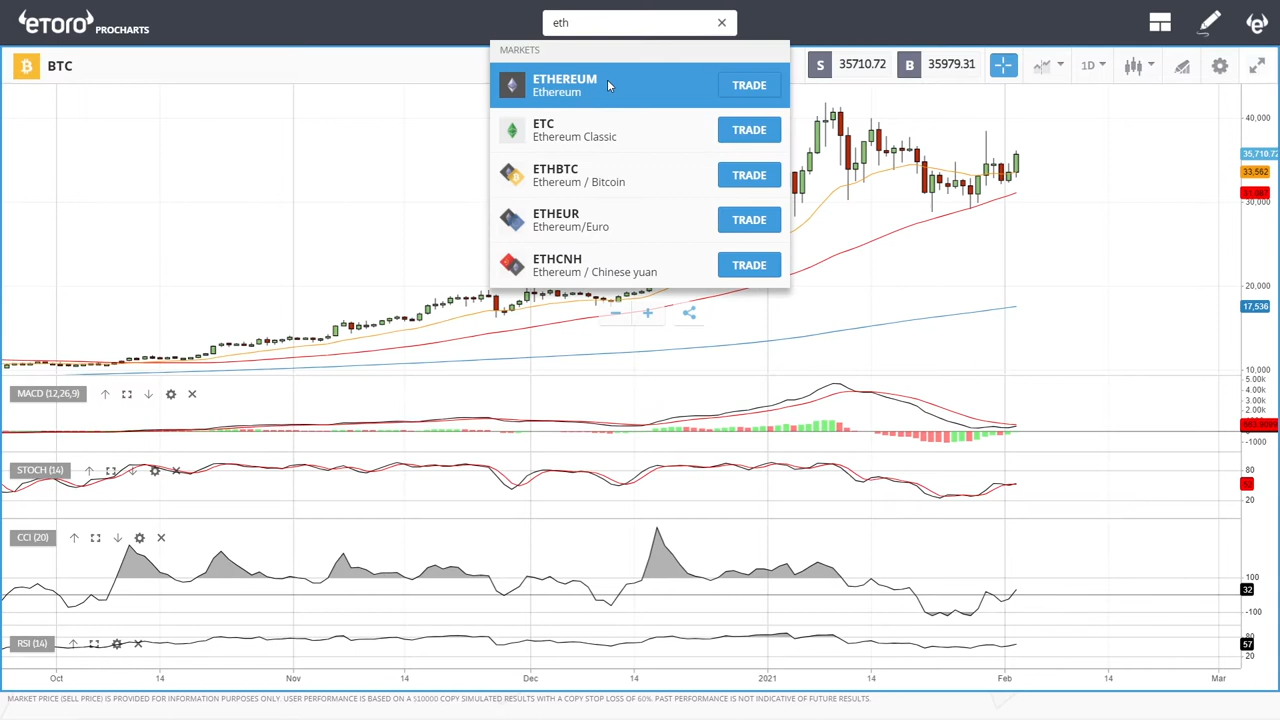 eTORO PROCHARTS
eth
MARKETS
BTC
ETHEREUM
Ethereum
TRADE
ETC
Ethereum Classic
TRADE
ETHBTC
Ethereum / Bitcoin
TRADE
ETHEUR
Ethereum/Euro
TRADE
ETHCNH
Ethereum / Chinese yuan
TRADE
S 35710.72 B 35979.31 1D
40,000
35,710.72
33,562
30,000
20,000
17,536
10,000
MACD (12,26,9)
5.00k
4.00k
3.00k
2.00k
-1000
STOCH (14)
80
20
CCI (20)
100
32
-100
RSI (14)
80
57
20
Oct 14 Nov 14 Dec 14 2021 14 Feb 14 Mar
MARKET PRICE (SELL PRICE) IS PROVIDED FOR INFORMATION PURPOSES ONLY. USER PERFORMANCE IS BASED ON A $10000 COPY SIMULATED RESULTS WITH A COPY STOP LOSS OF 60%. PAST PERFORMANCE IS NOT INDICATIVE OF FUTURE RESULTS.